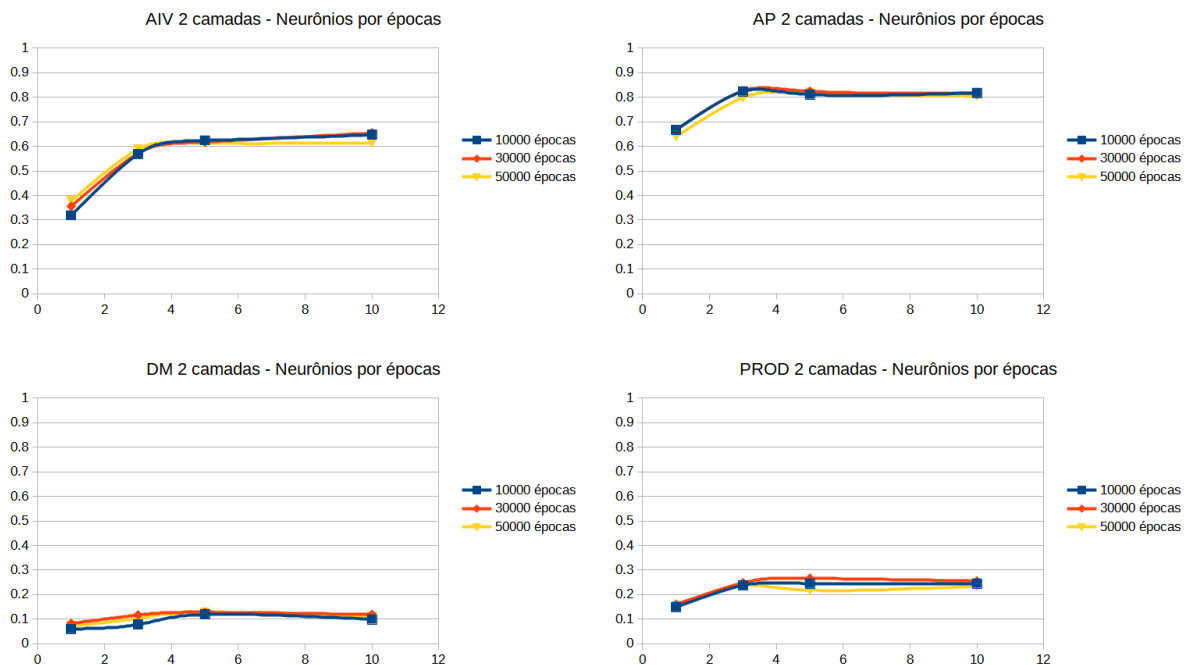 AIV 2 camadas - Neurônios por épocas
1
0.9
0.8
0.7
0.6
0.5
0.4
0.3
0.2
0.1
0
0 2 4 6 8 10 12
10000 épocas
30000 épocas
50000 épocas
AP 2 camadas - Neurônios por épocas
1
0.9
0.8
0.7
0.6
0.5
0.4
0.3
0.2
0.1
0
0 2 4 6 8 10 12
10000 épocas
30000 épocas
50000 épocas
DM 2 camadas - Neurônios por épocas
1
0.9
0.8
0.7
0.6
0.5
0.4
0.3
0.2
0.1
0
0 2 4 6 8 10 12
10000 épocas
30000 épocas
50000 épocas
PROD 2 camadas - Neurônios por épocas
1
0.9
0.8
0.7
0.6
0.5
0.4
0.3
0.2
0.1
0
0 2 4 6 8 10 12
10000 épocas
30000 épocas
50000 épocas